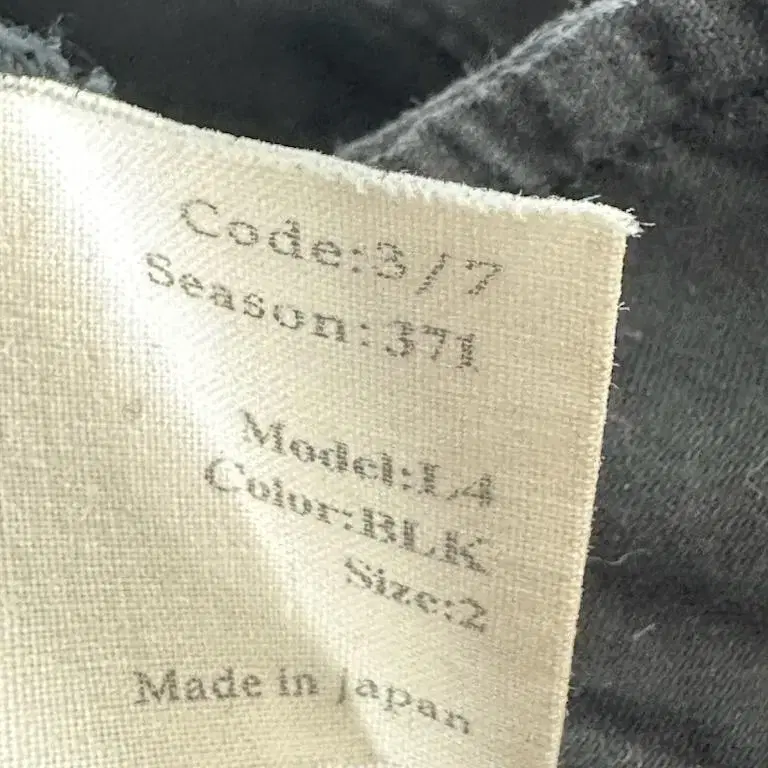 Code:3/7
Season:371
Model:L4
Color:BLK
Size:2
Made in Japan